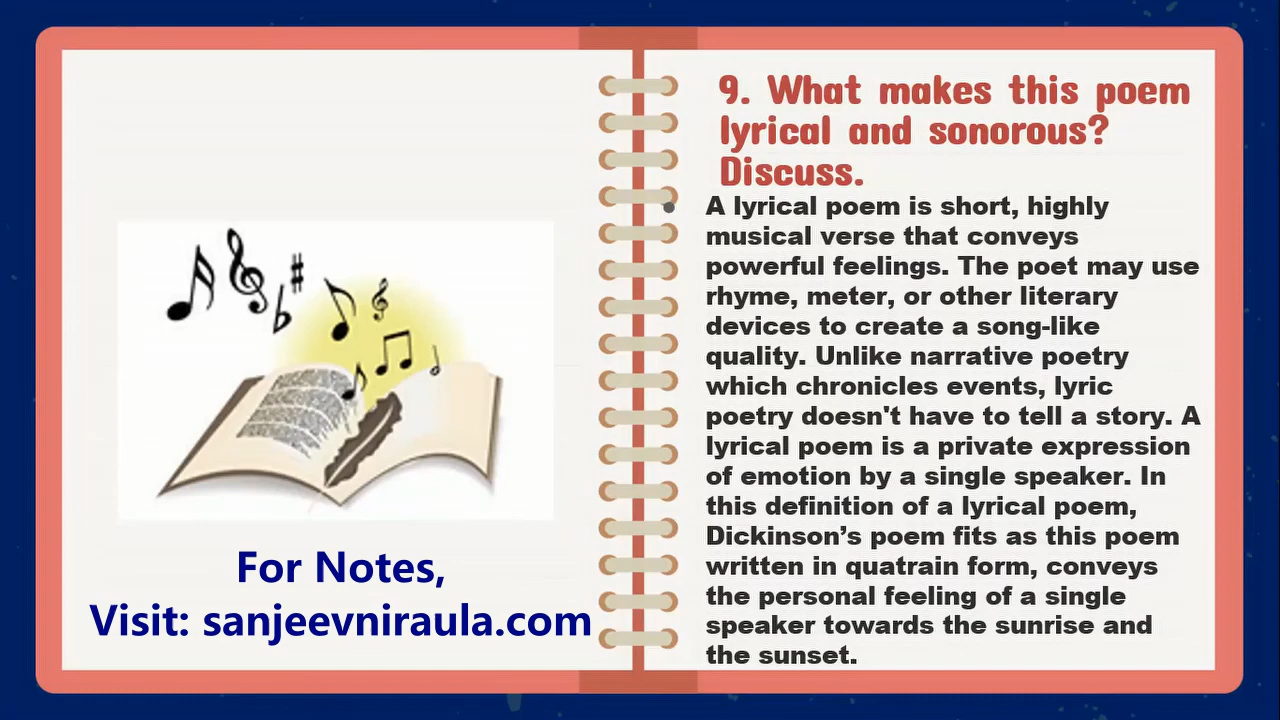 9. What makes this poem
lyrical and sonorous?
Discuss.
A lyrical poem is short, highly
musical verse that conveys
powerful feelings. The poet may use
rhyme, meter, or other literary
devices to create a song-like
quality. Unlike narrative poetry
which chronicles events, lyric
poetry doesn't have to tell a story. A
lyrical poem is a private expression
of emotion by a single speaker. In
this definition of a lyrical poem,
Dickinson’s poem fits as this poem
written in quatrain form, conveys
the personal feeling of a single
speaker towards the sunrise and
the sunset.
For Notes,
Visit: sanjeevniraula.com